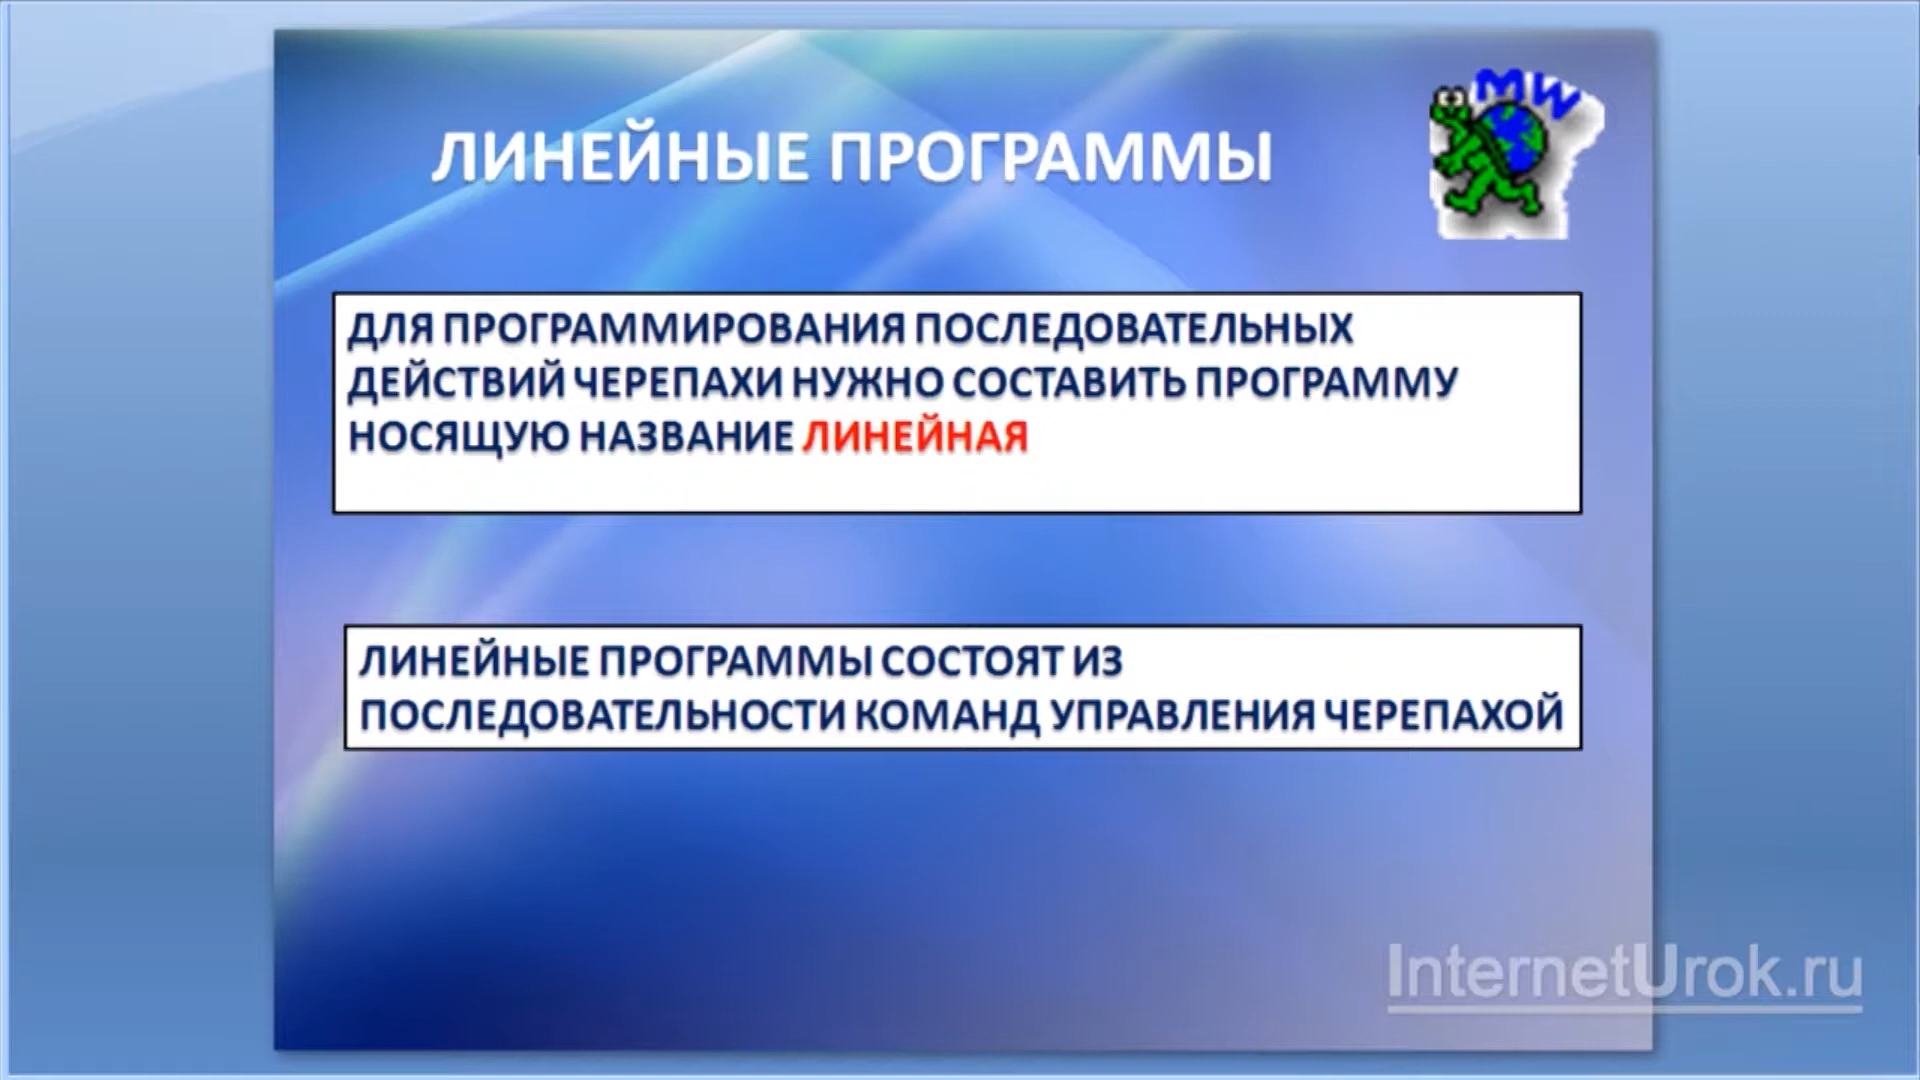 MW
ЛИНЕЙНЫЕ ПРОГРАММЫ
ДЛЯ ПРОГРАММИРОВАНИЯ ПОСЛЕДОВАТЕЛЬНЫХ
ДЕЙСТВИЙ ЧЕРЕПАХИ НУЖНО СОСТАВИТЬ ПРОГРАММУ
НОСЯЩУЮ НАЗВАНИЕ ЛИНЕЙНАЯ
ЛИНЕЙНЫЕ ПРОГРАММЫ СОСТОЯТ ИЗ
ПОСЛЕДОВАТЕЛЬНОСТИ КОМАНД УПРАВЛЕНИЯ ЧЕРЕПАХОЙ
InternetUrok.ru